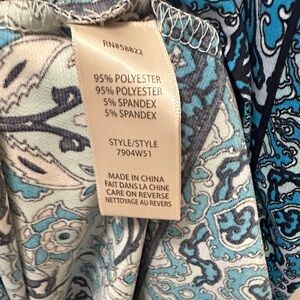 RN#58822
95% POLYESTER
95% POLYESTER
5% SPANDEX
5% SPANDEX
STYLE/STYLE
7904W51
MADE IN CHINA
FAIT DANS LA CHINE
CARE ON REVERSE
NETTOYAGE AU REVERS